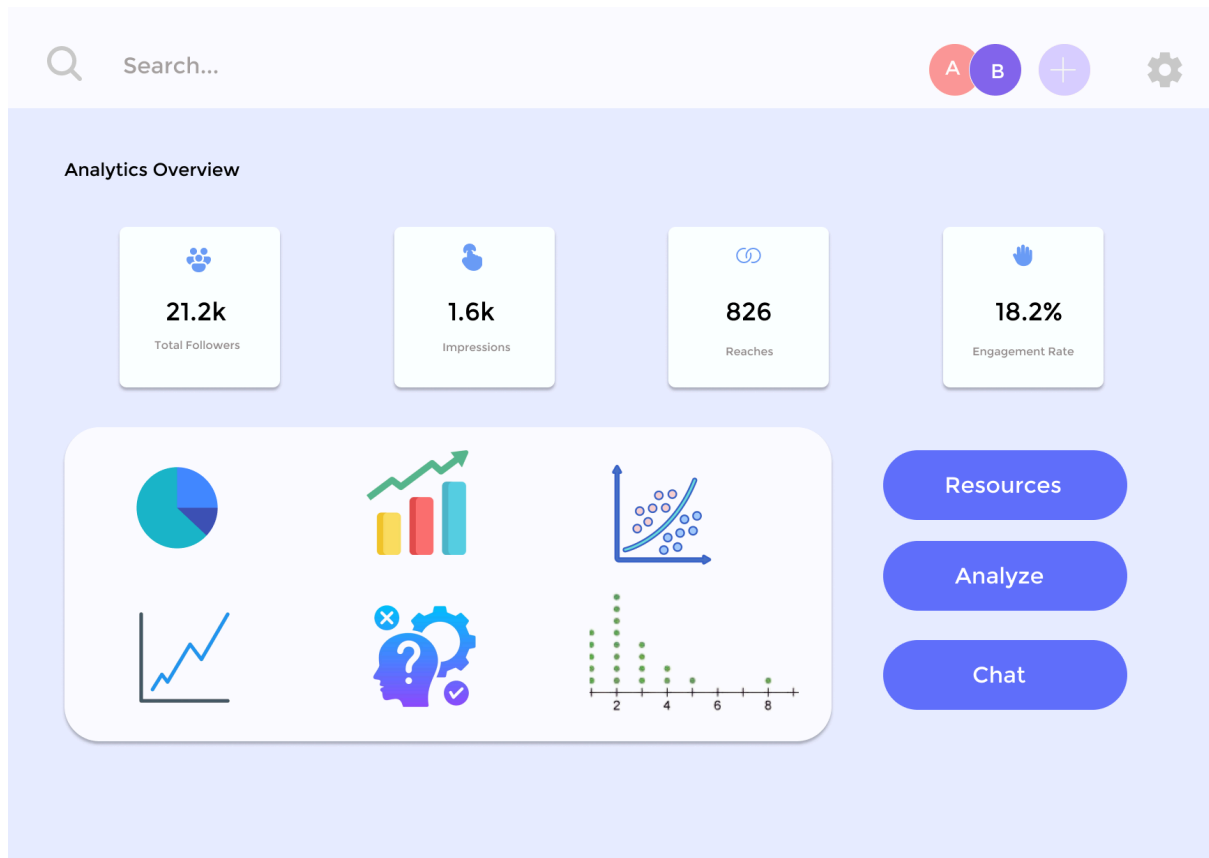 Search...
A
B
Analytics Overview
21.2k
Total Followers
1.6k
Impressions
826
Reaches
18.2%
Engagement Rate
?
2 4 6 8
Resources
Analyze
Chat